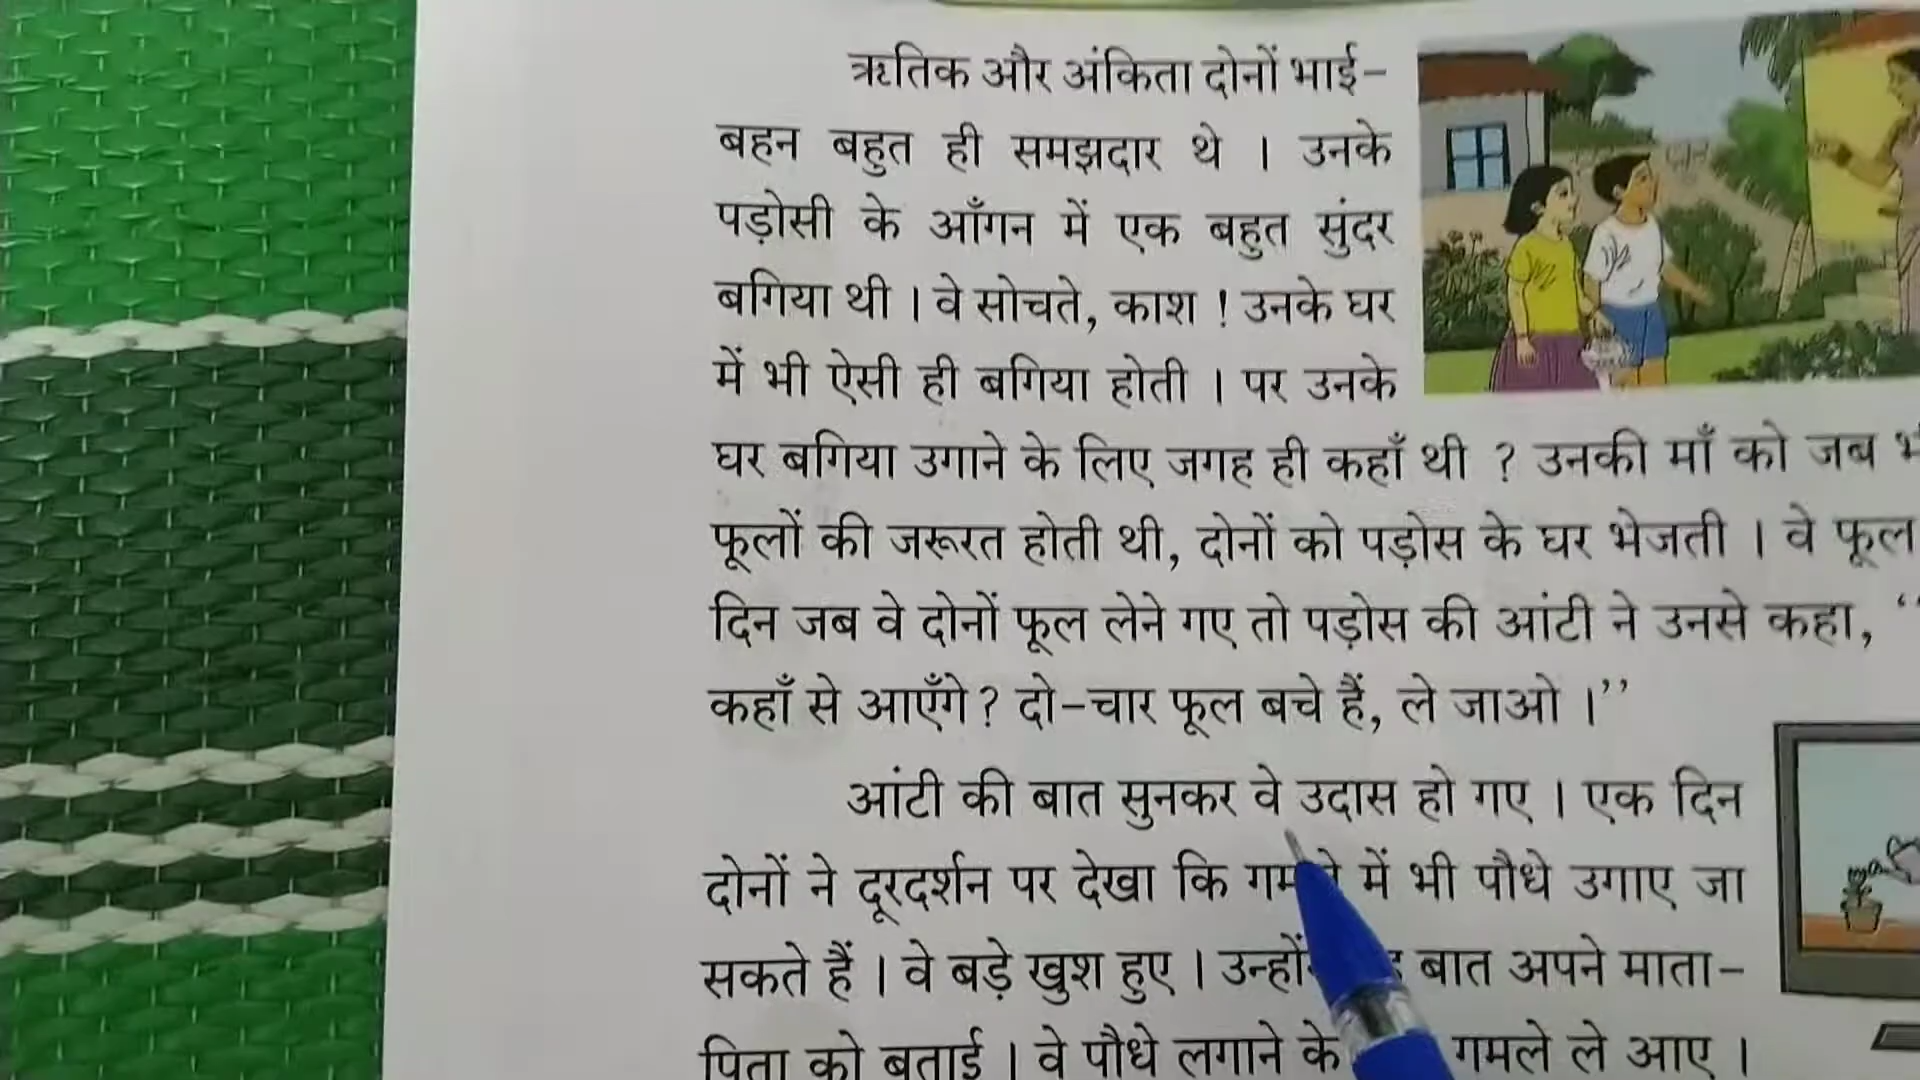 ऋतिक और अंकिता दोनों भाई-
बहन बहुत ही समझदार थे । उनके
पड़ोसी के आँगन में एक बहुत सुंदर
बगिया थी । वे सोचते, काश ! उनके घर
में भी ऐसी ही बगिया होती । पर उनके
घर बगिया उगाने के लिए जगह ही कहाँ थी ? उनकी माँ को जब
फूलों की जरूरत होती थी, दोनों को पड़ोस के घर भेजती । वे फूल
दिन जब वे दोनों फूल लेने गए तो पड़ोस की आंटी ने उनसे कहा, “
कहाँ से आएँगे? दो-चार फूल बचे हैं, ले जाओ ।”
आंटी की बात सुनकर वे उदास हो गए । एक दिन
दोनों ने दूरदर्शन पर देखा कि में भी पौधे उगाए जा
सकते हैं । वे बड़े खुश हुए । बात अपने माता-
पिता को बताई । वे पौधे लगाने के गमले ले आए ।